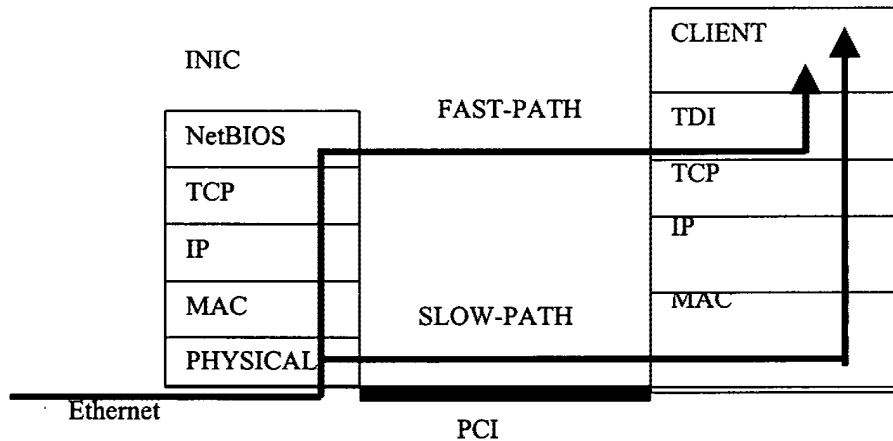 INIC
NetBIOS
TCP
IP
MAC
PHYSICAL
Ethernet
FAST-PATH
SLOW-PATH
PCI
CLIENT
TDI
TCP
IP
MAC